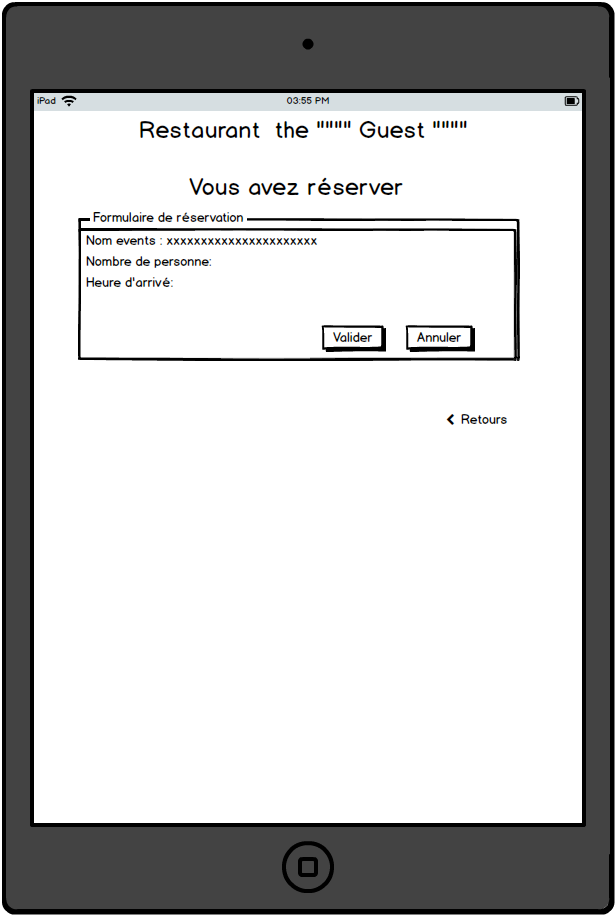 iPad 03:55 PM
Restaurant the """" Guest """"
Vous avez réserver
Formulaire de réservation
Nom events : xxxxxxxxxxxxxxxxxxxxxx
Nombre de personne:
Heure d'arrivé:
Valider Annuler
Retours